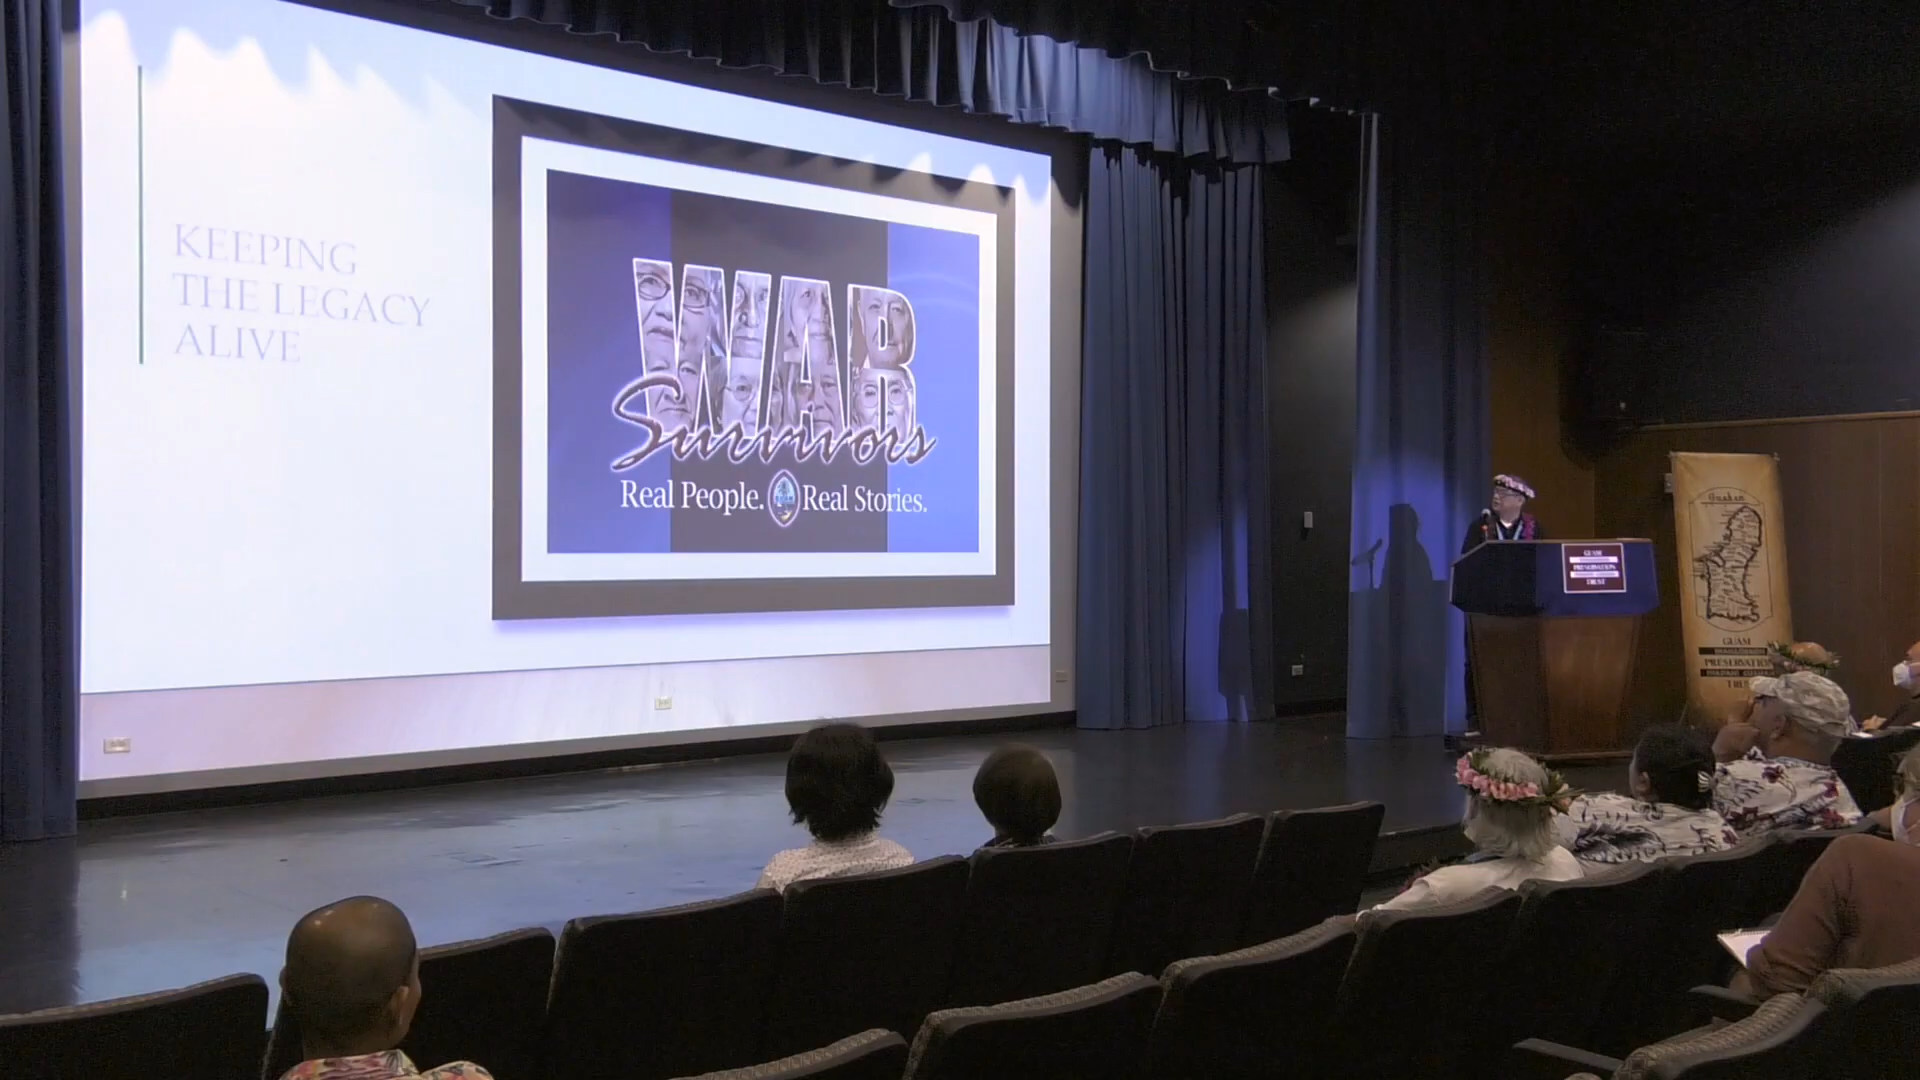 KEEPING
THE LEGACY
ALIVE
WAR
Survivors
Real People. Real Stories.
GUAM
PRESERVATION
TRUST
Guahan
GUAM
PRESERVATION
TRUST